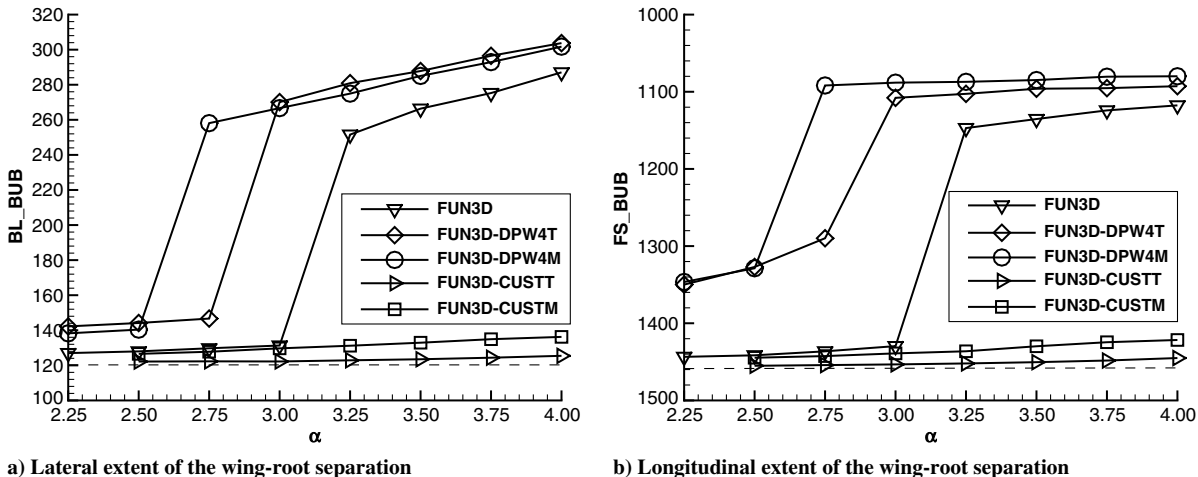 320
300
280
260
240
220
200
180
160
140
120
100
BL_BUB
2.25 2.50 2.75 3.00 3.25 3.50 3.75 4.00
α
FUN3D
FUN3D-DPW4T
FUN3D-DPW4M
FUN3D-CUSTT
FUN3D-CUSTM
a) Lateral extent of the wing-root separation
1000
1100
1200
1300
1400
1500
FS_BUB
2.25 2.50 2.75 3.00 3.25 3.50 3.75 4.00
α
FUN3D
FUN3D-DPW4T
FUN3D-DPW4M
FUN3D-CUSTT
FUN3D-CUSTM
b) Longitudinal extent of the wing-root separation